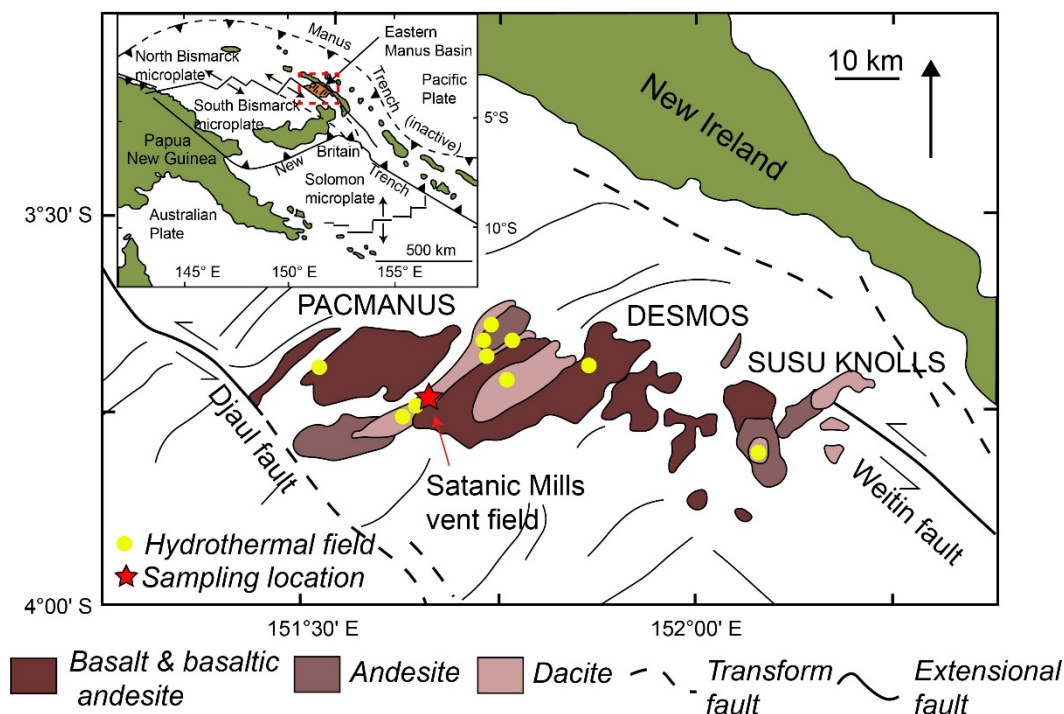 North Bismarck
microplate
Manus
Trench
(inactive)
Eastern
Manus Basin
Pacific
Plate
South Bismarck
microplate
5°S
Papua
New Guinea
New
Britain
Trench
Solomon
microplate
Australian
Plate
10°S
500 km
145° E
150° E
155° E
10 km
New Ireland
3°30' S
PACMANUS
DESMOS
SUSU KNOLLS
Djaul fault
Weitin fault
Satanic Mills
vent field
Hydrothermal field
Sampling location
4°00' S
151°30' E
152°00' E
Basalt & basaltic
andesite
Andesite
Dacite
Transform
fault
Extensional
fault